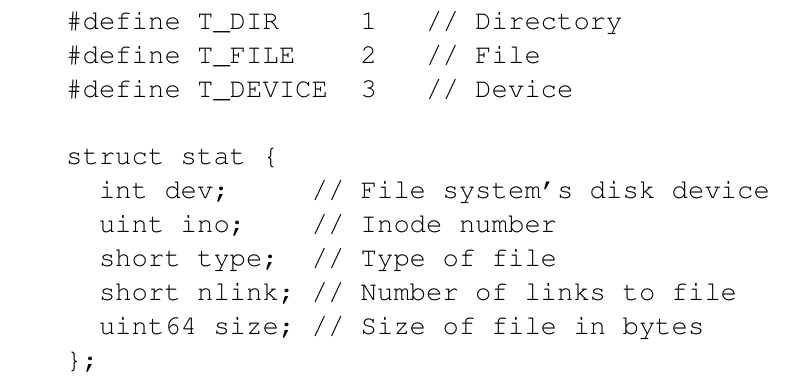 #define T_DIR     1   // Directory
#define T_FILE    2   // File
#define T_DEVICE  3   // Device

struct stat {
  int dev;     // File system’s disk device
  uint ino;    // Inode number
  short type;  // Type of file
  short nlink; // Number of links to file
  uint64 size; // Size of file in bytes
};